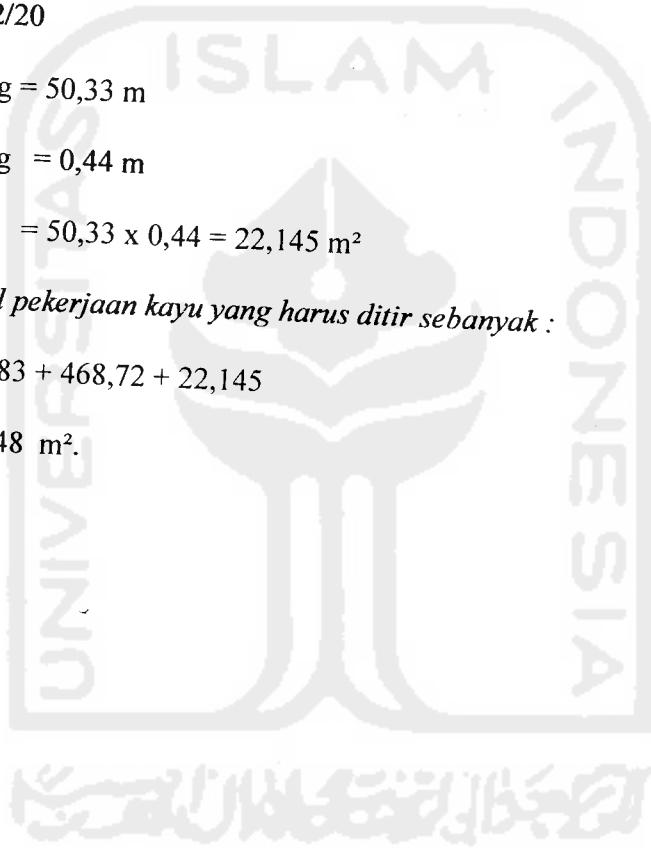 2/20
g = 50,33 m
g = 0,44 m
= 50,33 x 0,44 = 22,145 m²
l pekerjaan kayu yang harus ditir sebanyak :
83 + 468,72 + 22,145
48 m².
ISLAM
UNIVERSITAS
INDONESIA